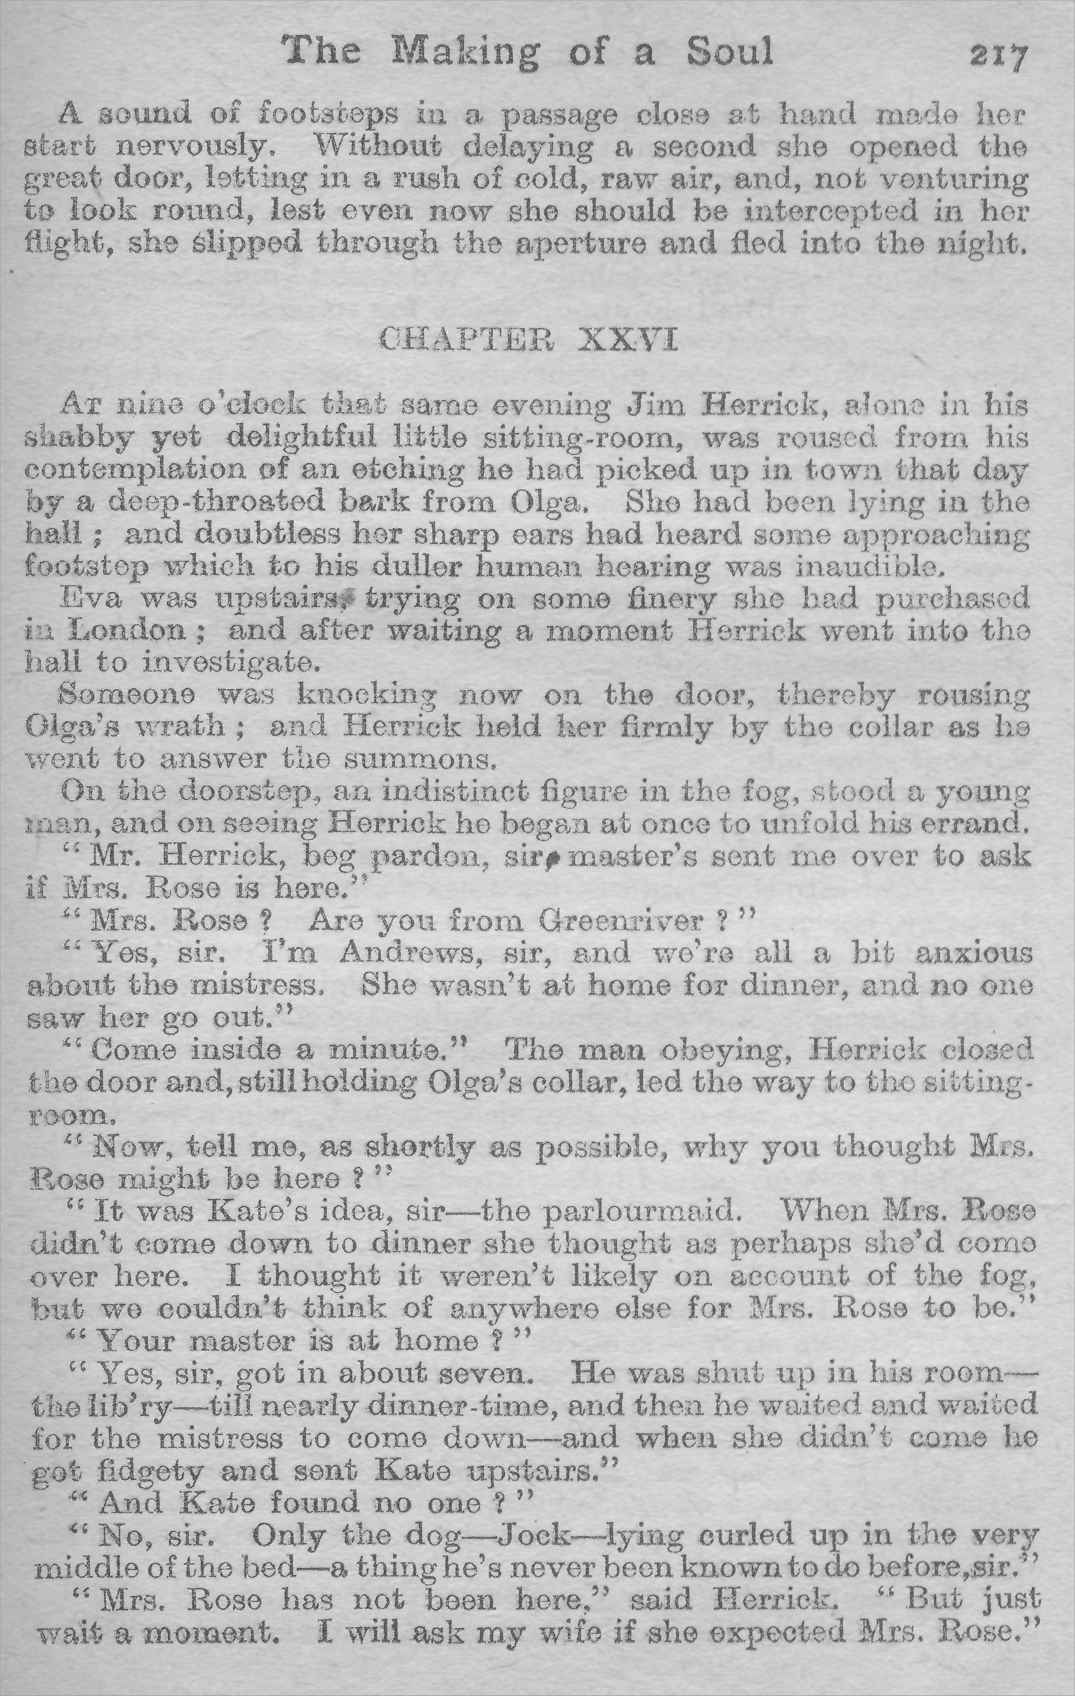 The Making of a Soul 217
A sound of footsteps in a passage close at hand made her
start nervously. Without delaying a second she opened the
great door, letting in a rush of cold, raw air, and, not venturing
to look round, lest even now she should be intercepted in her
flight, she slipped through the aperture and fled into the night.
CHAPTER XXVI
At nine o'clock that same evening Jim Herrick, alone in his
shabby yet delightful little sitting-room, was roused from his
contemplation of an etching he had picked up in town that day
by a deep-throated bark from Olga. She had been lying in the
hall ; and doubtless her sharp ears had heard some approaching
footstep which to his duller human hearing was inaudible.
Eva was upstairs, trying on some finery she had purchased
in London ; and after waiting a moment Herrick went into the
hall to investigate.
Someone was knocking now on the door, thereby rousing
Olga's wrath ; and Herrick held her firmly by the collar as he
went to answer the summons.
On the doorstep, an indistinct figure in the fog, stood a young
man, and on seeing Herrick he began at once to unfold his errand.
“ Mr. Herrick, beg pardon, sir, master's sent me over to ask
if Mrs. Rose is here.”
“ Mrs. Rose ? Are you from Greenriver ? ”
“ Yes, sir. I'm Andrews, sir, and we're all a bit anxious
about the mistress. She wasn't at home for dinner, and no one
saw her go out.”
“ Come inside a minute.” The man obeying, Herrick closed
the door and, still holding Olga's collar, led the way to the sitting-
room.
“ Now, tell me, as shortly as possible, why you thought Mrs.
Rose might be here ? ”
“ It was Kate's idea, sir—the parlourmaid. When Mrs. Rose
didn't come down to dinner she thought as perhaps she'd come
over here. I thought it weren't likely on account of the fog,
but we couldn't think of anywhere else for Mrs. Rose to be.”
“ Your master is at home ? ”
“ Yes, sir, got in about seven. He was shut up in his room—
the lib'ry—till nearly dinner-time, and then he waited and waited
for the mistress to come down—and when she didn't come he
got fidgety and sent Kate upstairs.”
“ And Kate found no one ? ”
“ No, sir. Only the dog—Jock—lying curled up in the very
middle of the bed—a thing he's never been known to do before, sir.”
“ Mrs. Rose has not been here,” said Herrick. “ But just
wait a moment. I will ask my wife if she expected Mrs. Rose.”